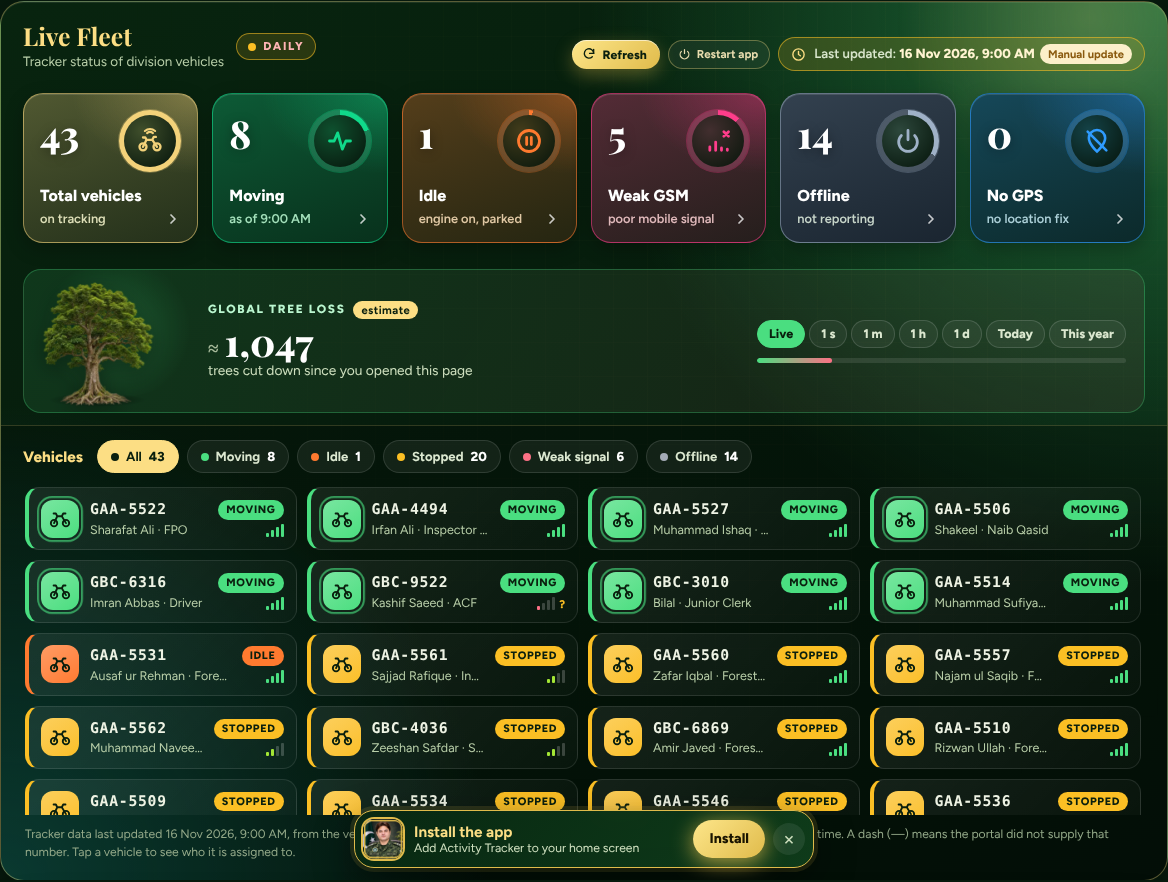 Live Fleet
DAILY
Tracker status of division vehicles
Refresh
Restart app
Last updated: 16 Nov 2026, 9:00 AM
Manual update
43
Total vehicles
on tracking
8
Moving
as of 9:00 AM
1
Idle
engine on, parked
5
Weak GSM
poor mobile signal
14
Offline
not reporting
0
No GPS
no location fix
GLOBAL TREE LOSS estimate
≈ 1,047
trees cut down since you opened this page
Live 1 s 1 m 1 h 1 d Today This year
Vehicles All 43 Moving 8 Idle 1 Stopped 20 Weak signal 6 Offline 14
GAA-5522 MOVING
Sharafat Ali · FPO
GAA-4494 MOVING
Irfan Ali · Inspector ...
GAA-5527 MOVING
Muhammad Ishaq · ...
GAA-5506 MOVING
Shakeel · Naib Qasid
GBC-6316 MOVING
Imran Abbas · Driver
GBC-9522 MOVING
Kashif Saeed · ACF ?
GBC-3010 MOVING
Bilal · Junior Clerk
GAA-5514 MOVING
Muhammad Sufiya...
GAA-5531 IDLE
Ausaf ur Rehman · Fore...
GAA-5561 STOPPED
Sajjad Rafique · In...
GAA-5560 STOPPED
Zafar Iqbal · Forest...
GAA-5557 STOPPED
Najam ul Saqib · F...
GAA-5562 STOPPED
Muhammad Navee...
GBC-4036 STOPPED
Zeeshan Safdar · S...
GBC-6869 STOPPED
Amir Javed · Fores...
GAA-5510 STOPPED
Rizwan Ullah · Fore...
GAA-5509 STOPPED
GAA-5534 STOPPED
GAA-5546 STOPPED
GAA-5536 STOPPED
Tracker data last updated 16 Nov 2026, 9:00 AM, from the time. A dash (—) means the portal did not supply that
number. Tap a vehicle to see who it is assigned to.
Install the app
Add Activity Tracker to your home screen
Install